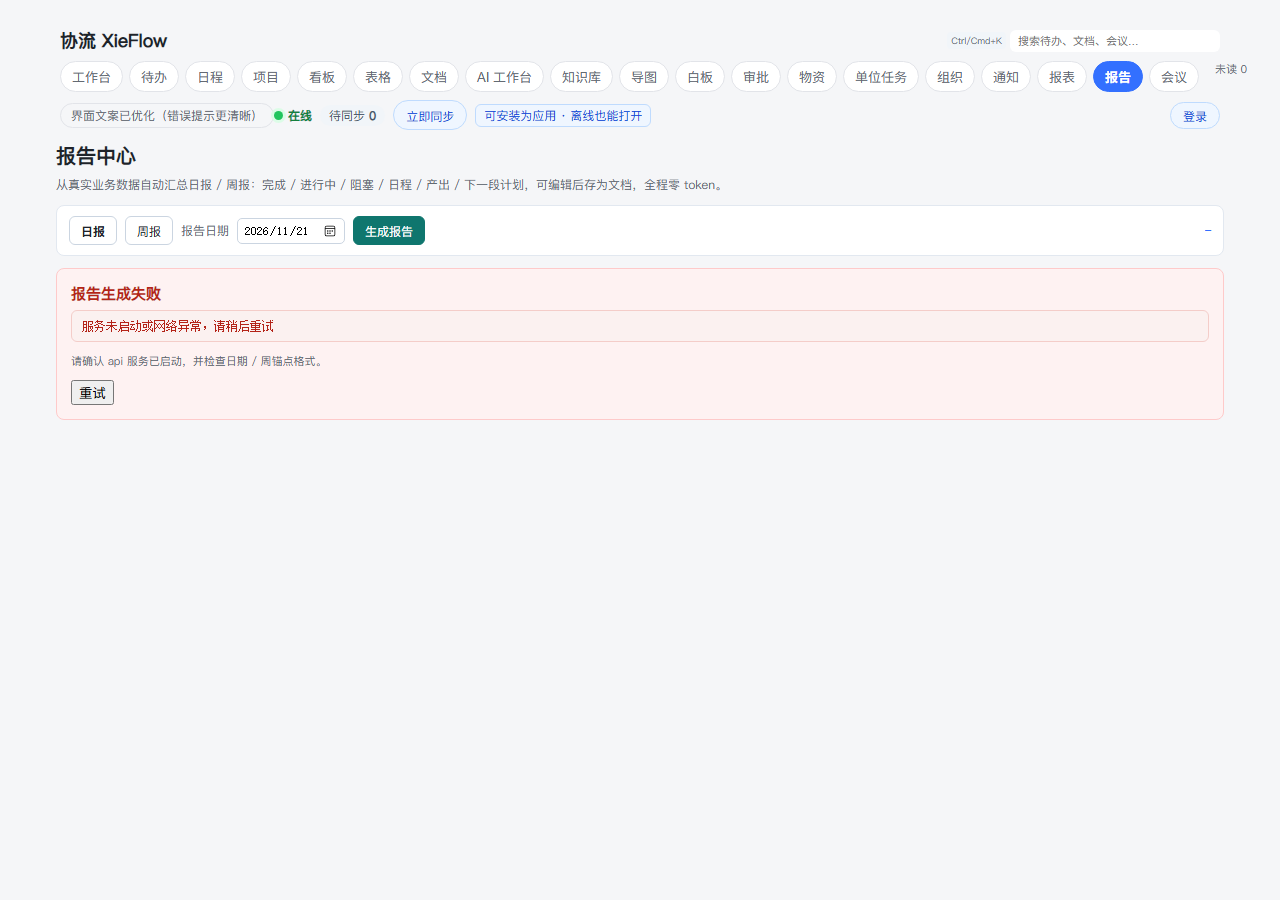 协流 XieFlow
Ctrl/Cmd+K 搜索待办、文档、会议...
工作台 待办 日程 项目 看板 表格 文档 AI 工作台 知识库 导图 白板 审批 物资 单位任务 组织 通知 报表 报告 会议 未读 0
界面文案已优化（错误提示更清晰） 在线 待同步 0 立即同步 可安装为应用 · 离线也能打开 登录
报告中心
从真实业务数据自动汇总日报 / 周报：完成 / 进行中 / 阻塞 / 日程 / 产出 / 下一段计划，可编辑后存为文档，全程零 token。
日报 周报 报告日期 2026/11/21 生成报告 –
报告生成失败
服务未启动或网络异常，请稍后重试
请确认 api 服务已启动，并检查日期 / 周锚点格式。
重试